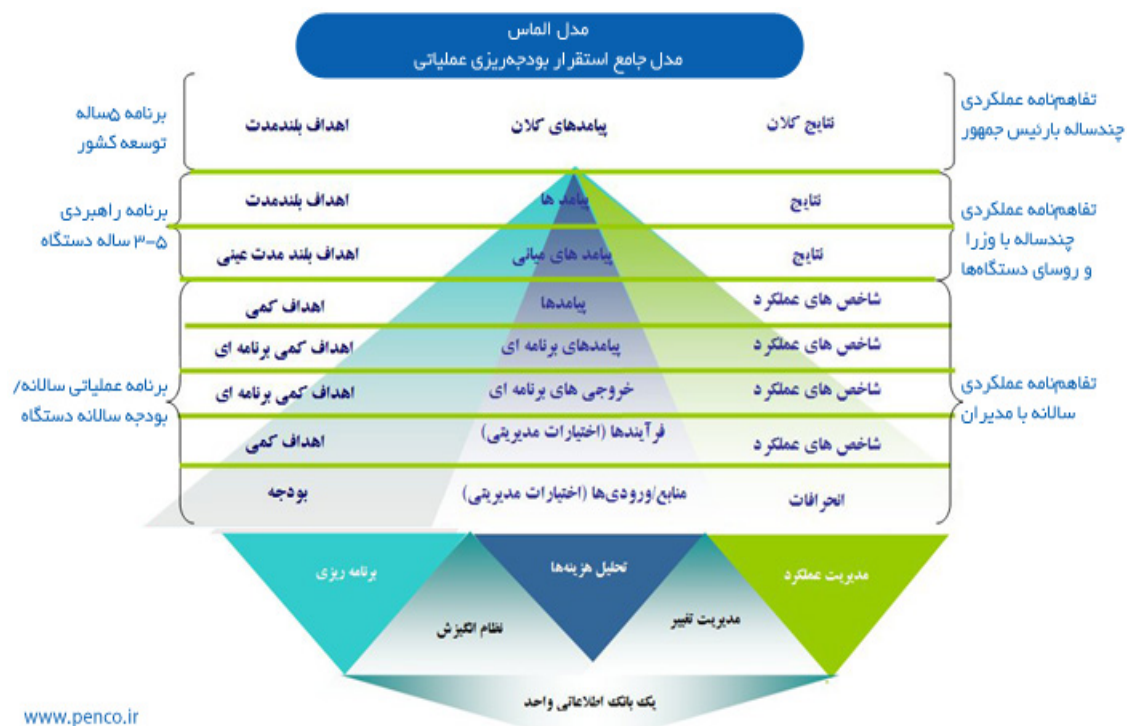 مدل الماس
مدل جامع استقرار بودجه‌ریزی عملیاتی
تفاهم‌نامه عملکردی
چندساله با رئیس جمهور
نتایج کلان
پیامدهای کلان
اهداف بلندمدت
برنامه ۵ساله
توسعه کشور
تفاهم‌نامه عملکردی
چندساله با وزرا
و روسای دستگاه‌ها
نتایج
پیامد ها
اهداف بلندمدت
نتایج
پیامد های میانی
اهداف بلند مدت عینی
برنامه راهبردی
۳-۵ ساله دستگاه
شاخص های عملکرد
پیامدها
اهداف کمی
شاخص های عملکرد
پیامدهای برنامه ای
اهداف کمی برنامه ای
تفاهم‌نامه عملکردی
سالانه با مدیران
شاخص های عملکرد
خروجی های برنامه ای
اهداف کمی برنامه ای
برنامه عملیاتی سالانه/
بودجه سالانه دستگاه
شاخص های عملکرد
فرآیندها (اختیارات مدیریتی)
اهداف کمی
انحرافات
منابع/ورودی‌ها (اختیارات مدیریتی)
بودجه
مدیریت عملکرد
تحلیل هزینه‌ها
برنامه ریزی
مدیریت تغییر
نظام انگیزش
یک بانک اطلاعاتی واحد
www.penco.ir